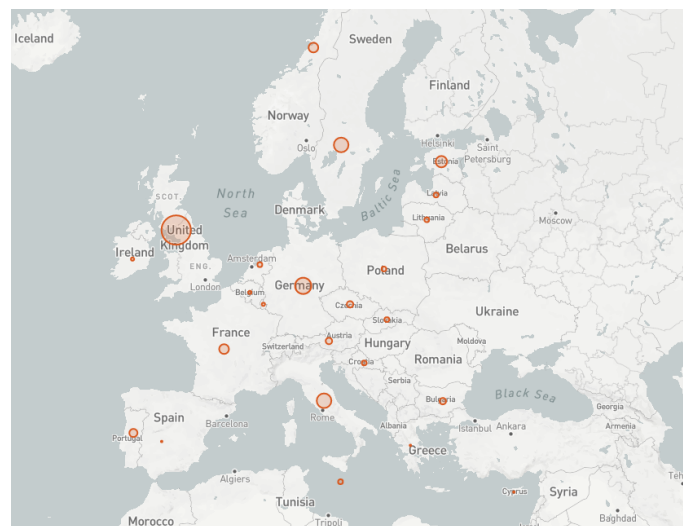 Iceland
Sweden
Finland
Norway
Oslo
Helsinki
Saint
Petersburg
Estonia
SCOT.
North
Sea
Baltic Sea
Latvia
Lithuania
Moscow
Denmark
United
Kingdom
Ireland
ENG.
London
Amsterdam
Belgium
Germany
Poland
Belarus
Czechia
Slovakia
Ukraine
France
Switzerland
Austria
Hungary
Moldova
Croatia
Romania
Serbia
Black Sea
Georgia
Bulgaria
Spain
Portugal
Barcelona
Rome
Albania
Istanbul
Ankara
Armenia
Greece
Algiers
Tunisia
Cyprus
Syria
Teh
Morocco
Tripoli
Baghdad